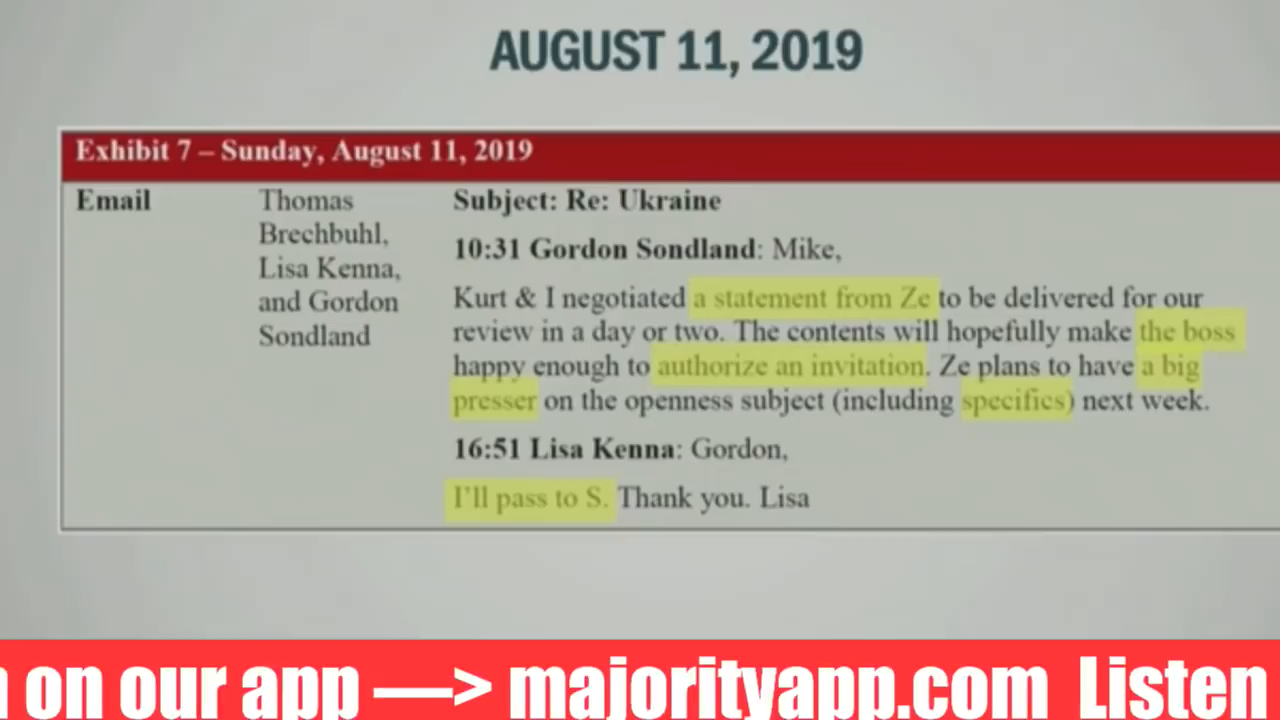 AUGUST 11, 2019
Exhibit 7 – Sunday, August 11, 2019
Email
Thomas
Brechbuhl,
Lisa Kenna,
and Gordon
Sondland
Subject: Re: Ukraine
10:31 Gordon Sondland: Mike,
Kurt & I negotiated a statement from Ze to be delivered for our
review in a day or two. The contents will hopefully make the boss
happy enough to authorize an invitation. Ze plans to have a big
presser on the openness subject (including specifics) next week.
16:51 Lisa Kenna: Gordon,
I'll pass to S. Thank you. Lisa
on our app —> majorityapp.com Listen